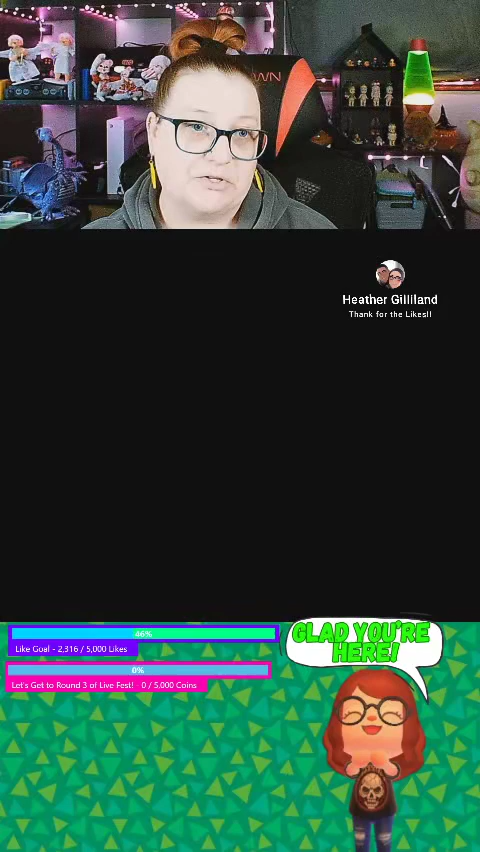 WN
Heather Gilliland
Thank for the Likes!!
46%
Like Goal - 2,316 / 5,000 Likes
0%
Let's Get to Round 3 of Live Fest! - 0 / 5,000 Coins
GLAD YOU'RE
HERE!